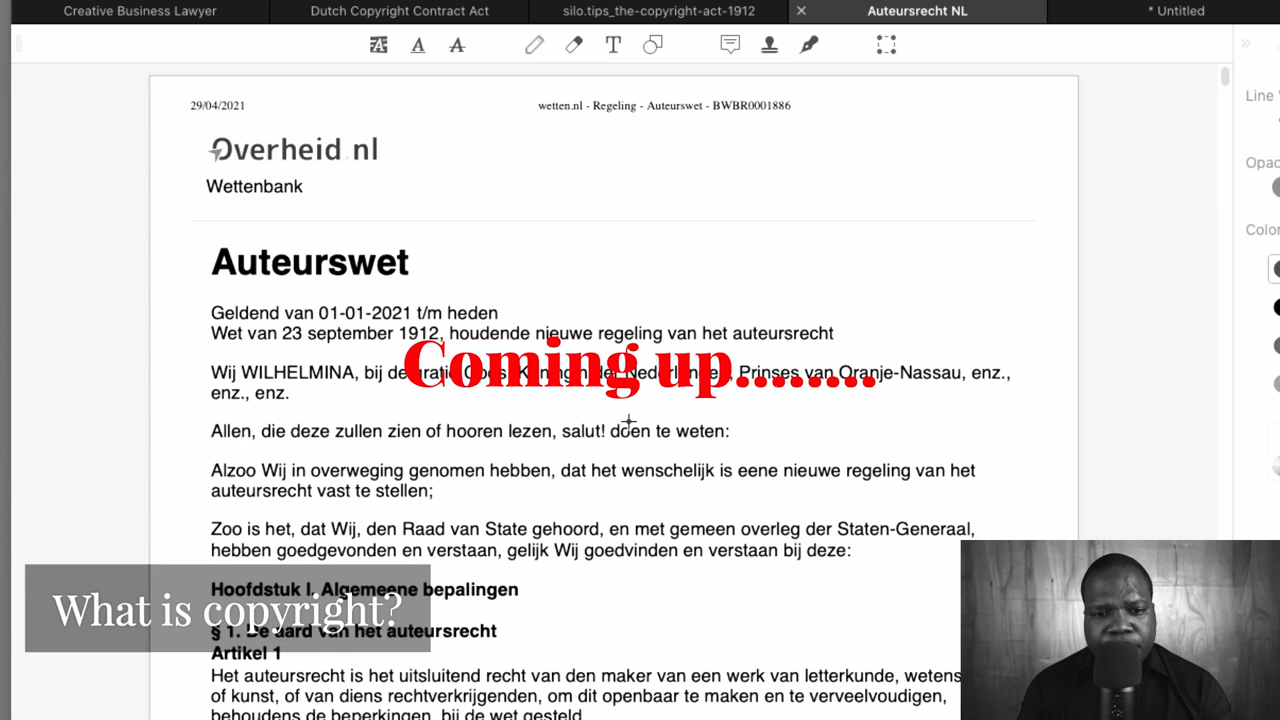 Creative Business Lawyer
Dutch Copyright Contract Act
silo.tips_the-copyright-act-1912
Auteursrecht NL
* Untitled
29/04/2021
wetten.nl - Regeling - Auteurswet - BWBR0001886
Overheid.nl
Wettenbank
Line
Opac
Color
Auteurswet
Geldend van 01-01-2021 t/m heden
Wet van 23 september 1912, houdende nieuwe regeling van het auteursrecht
Wij WILHELMINA, bij de Prinses van Oranje-Nassau, enz.,
Coming up........
enz., enz.
Allen, die deze zullen zien of hooren lezen, salut! doen te weten:
Alzoo Wij in overweging genomen hebben, dat het wenschelijk is eene nieuwe regeling van het
auteursrecht vast te stellen;
Zoo is het, dat Wij, den Raad van State gehoord, en met gemeen overleg der Staten-Generaal,
hebben goedgevonden en verstaan, gelijk Wij goedvinden en verstaan bij deze:
Hoofdstuk I. Algemeene bepalingen
What is copyright?
§ 1. De aard van het auteursrecht
Artikel 1
Het auteursrecht is het uitsluitend recht van den maker van een werk van letterkunde, wetens
of kunst, of van diens rechtverkrijgenden, om dit openbaar te maken en te verveelvoudigen,
behoudens de beperkingen, bij de wet gesteld.